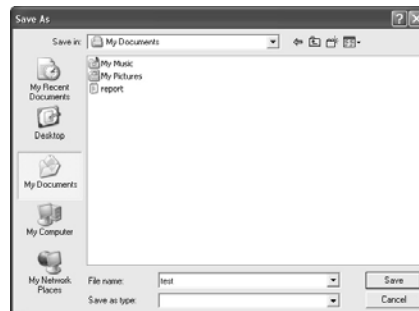 Save As
Save in:
My Documents
My Recent
Documents
Desktop
My Documents
My Computer
My Network
Places
My Music
My Pictures
report
File name:
test
Save
Save as type:
Cancel